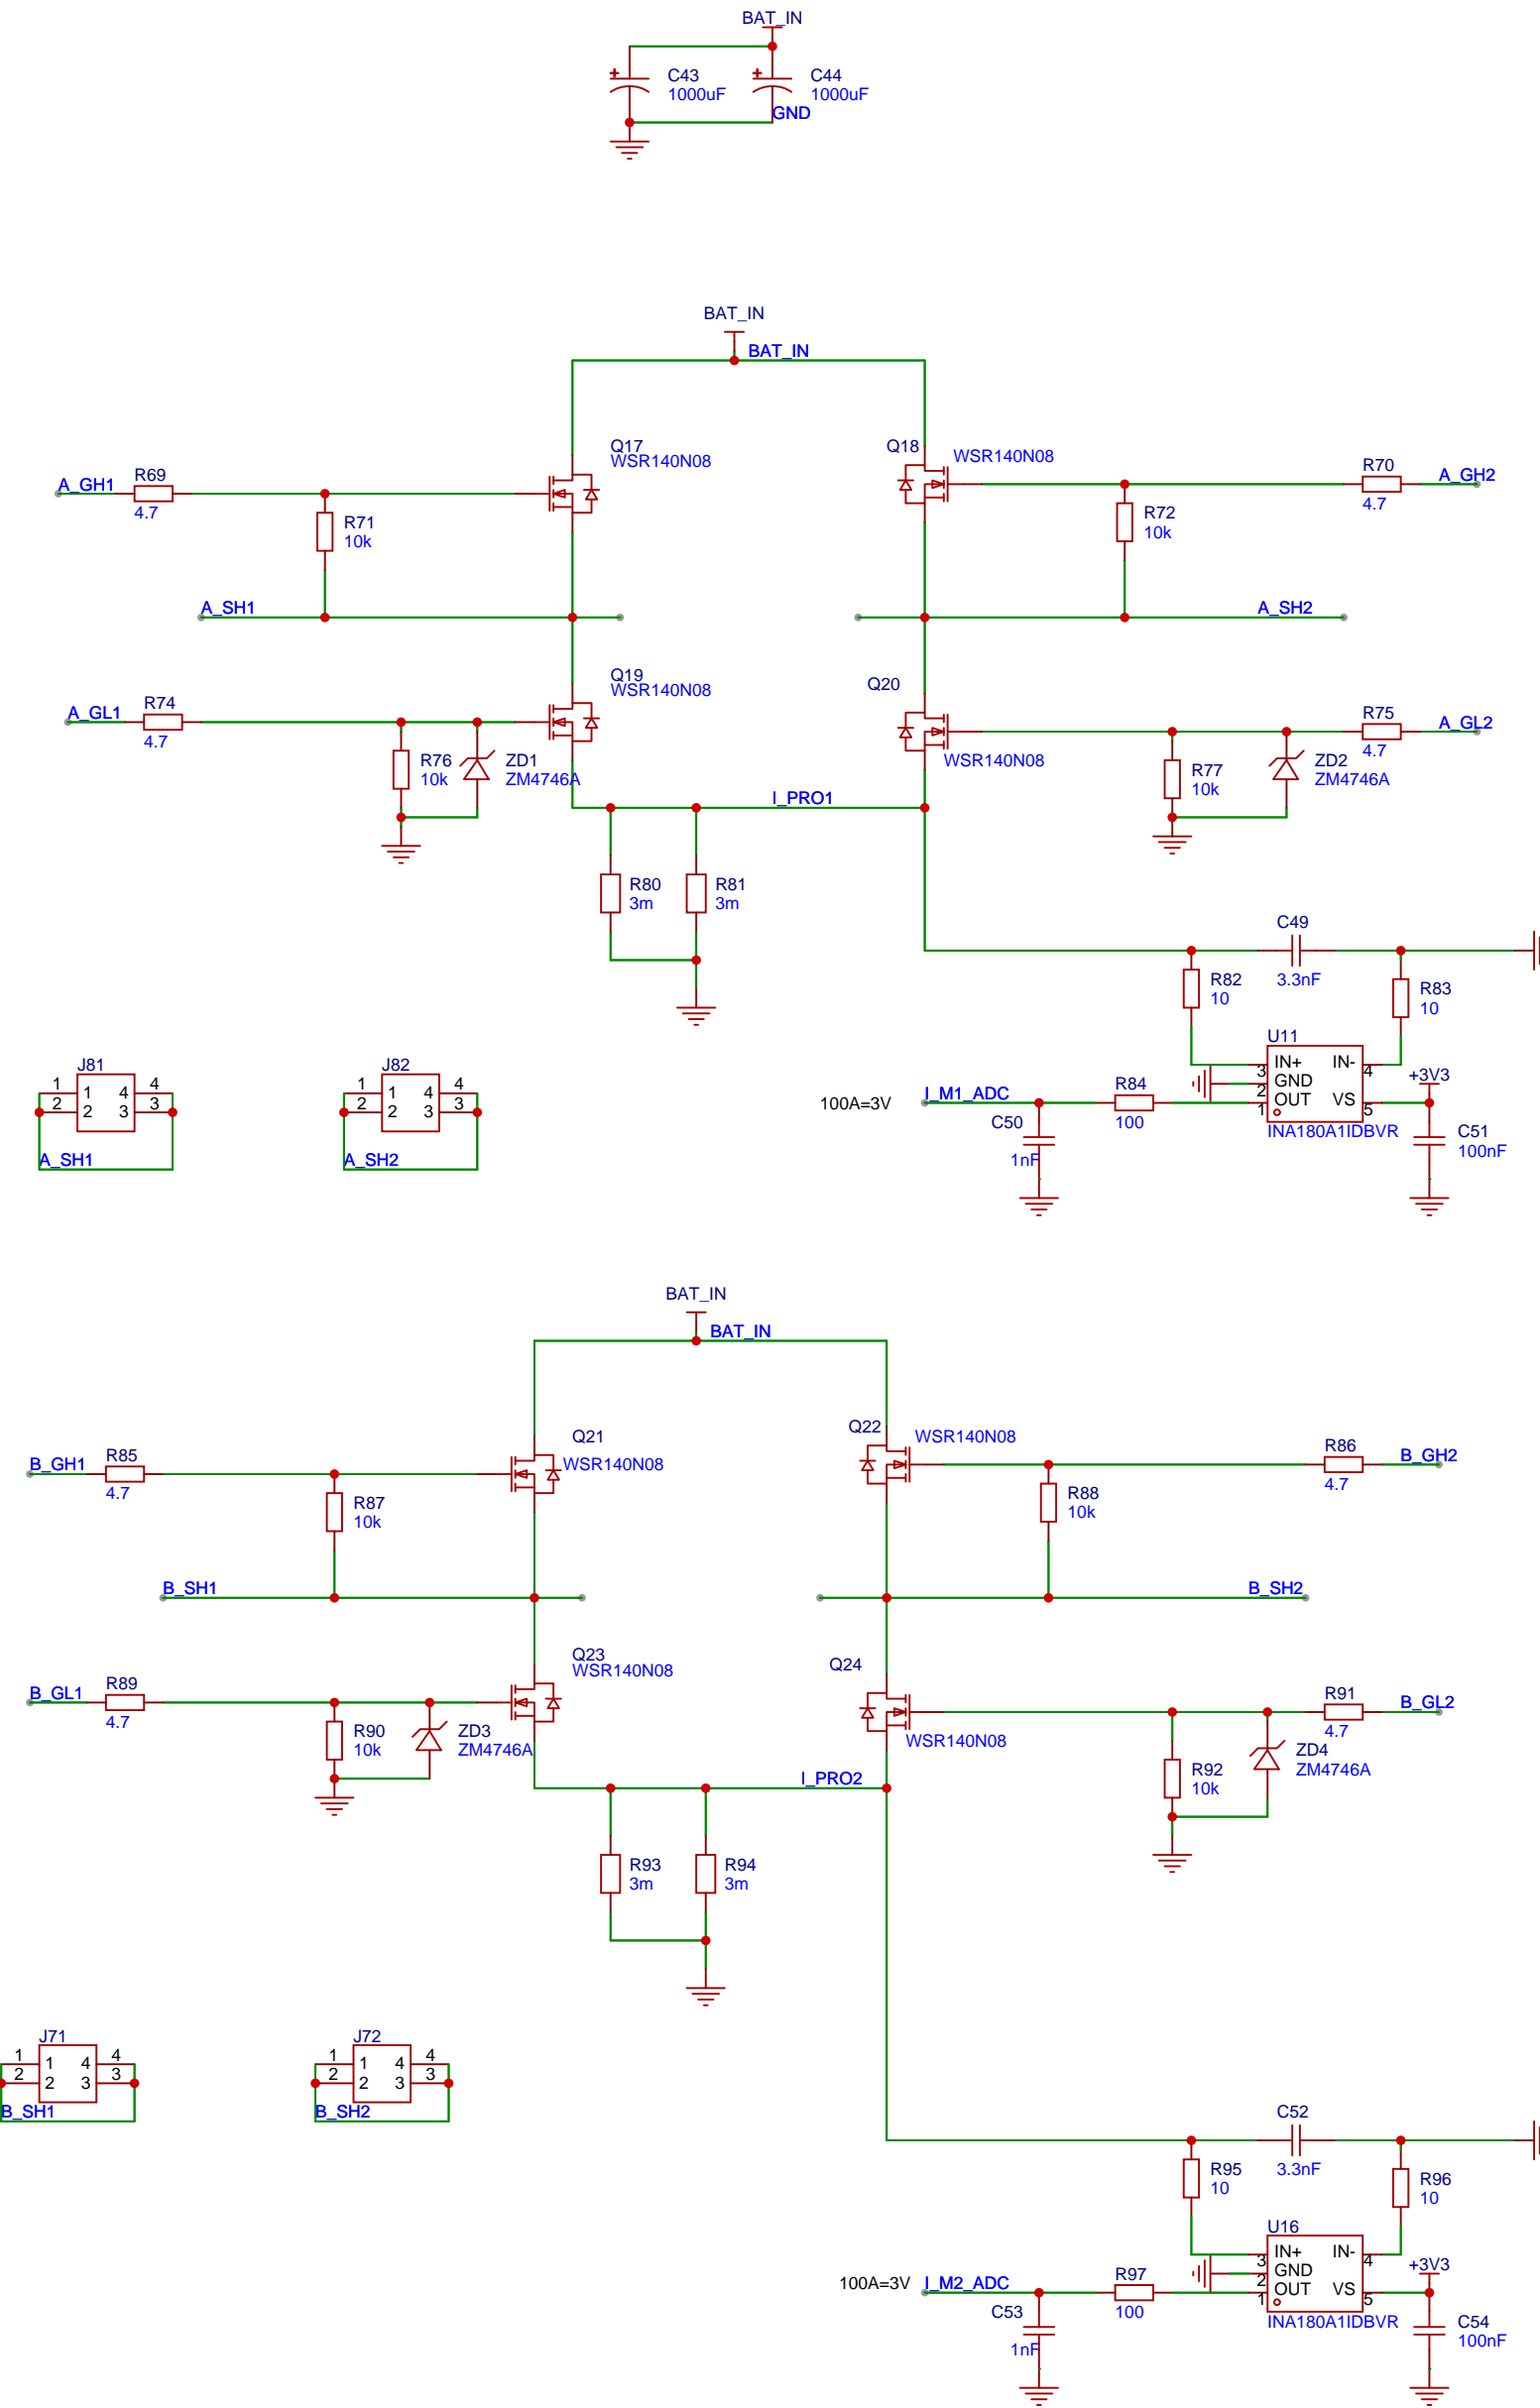 BAT_IN
C43
1000uF
C44
1000uF
GND
BAT_IN
BAT_IN
Q17
WSR140N08
Q18
WSR140N08
A_GH1
R69
4.7
R70
4.7
A_GH2
R71
10k
R72
10k
A_SH1
A_SH2
Q19
WSR140N08
Q20
WSR140N08
A_GL1
R74
4.7
R75
4.7
A_GL2
R76
10k
ZD1
ZM4746A
R77
10k
ZD2
ZM4746A
I_PRO1
R80
3m
R81
3m
C49
3.3nF
R82
10
R83
10
J81
1 1 4 4
2 2 3 3
A_SH1
J82
1 1 4 4
2 2 3 3
A_SH2
U11
IN+ IN-
3 4
GND
2
OUT VS
1 5
INA180A1IDBVR
+3V3
100A=3V
I_M1_ADC
R84
100
C50
1nF
C51
100nF
BAT_IN
BAT_IN
Q21
WSR140N08
Q22
WSR140N08
B_GH1
R85
4.7
R86
4.7
B_GH2
R87
10k
R88
10k
B_SH1
B_SH2
Q23
WSR140N08
Q24
WSR140N08
B_GL1
R89
4.7
R91
4.7
B_GL2
R90
10k
ZD3
ZM4746A
R92
10k
ZD4
ZM4746A
I_PRO2
R93
3m
R94
3m
J71
1 1 4 4
2 2 3 3
B_SH1
J72
1 1 4 4
2 2 3 3
B_SH2
C52
3.3nF
R95
10
R96
10
U16
IN+ IN-
3 4
GND
2
OUT VS
1 5
INA180A1IDBVR
+3V3
100A=3V
I_M2_ADC
R97
100
C53
1nF
C54
100nF